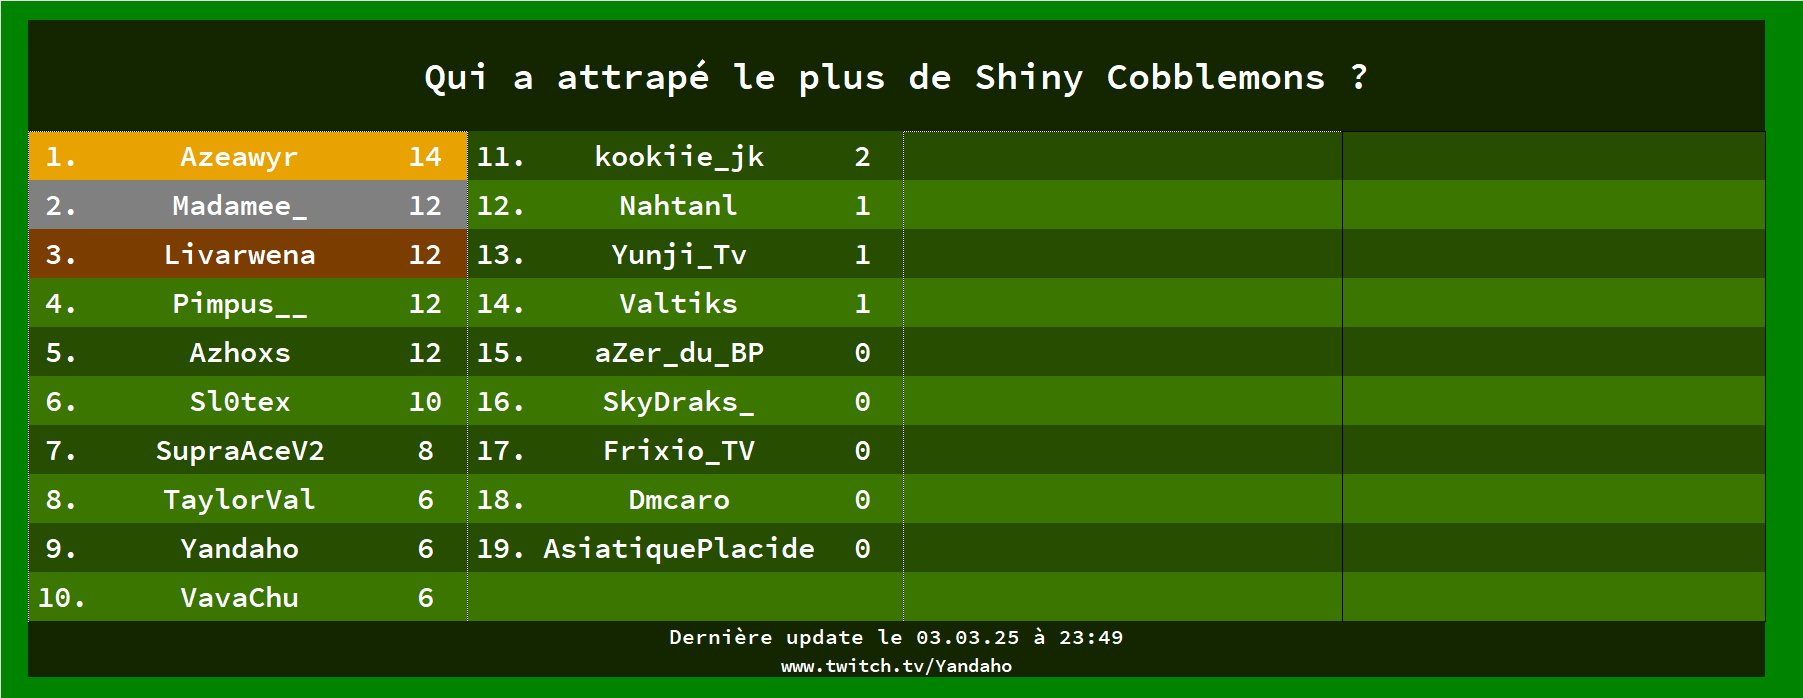 Qui a attrapé le plus de Shiny Cobblemons ?
1. Azeawyr 14
2. Madamee_ 12
3. Livarwena 12
4. Pimpus__ 12
5. Azhoxs 12
6. Sl0tex 10
7. SupraAceV2 8
8. TaylorVal 6
9. Yandaho 6
10. VavaChu 6
11. kookiie_jk 2
12. Nahtanl 1
13. Yunji_Tv 1
14. Valtiks 1
15. aZer_du_BP 0
16. SkyDraks_ 0
17. Frixio_TV 0
18. Dmcaro 0
19. AsiatiquePlacide 0
Dernière update le 03.03.25 à 23:49
www.twitch.tv/Yandaho